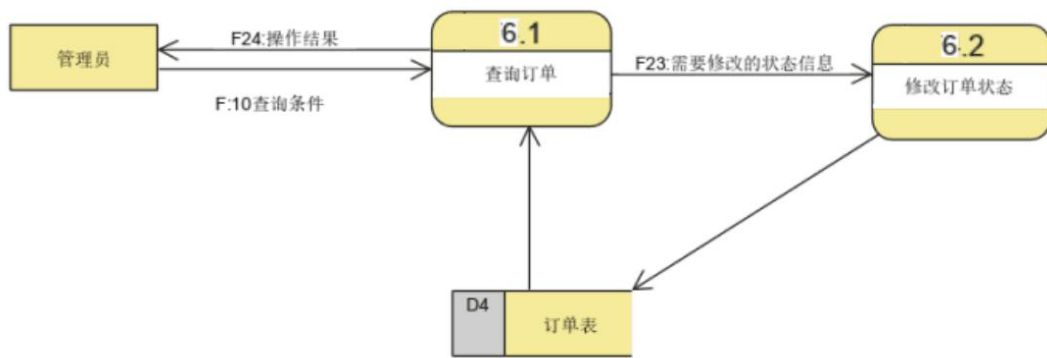 6.1
F24:操作结果
6.2
管理员
查询订单
F23:需要修改的状态信息
修改订单状态
F:10查询条件
D4
订单表